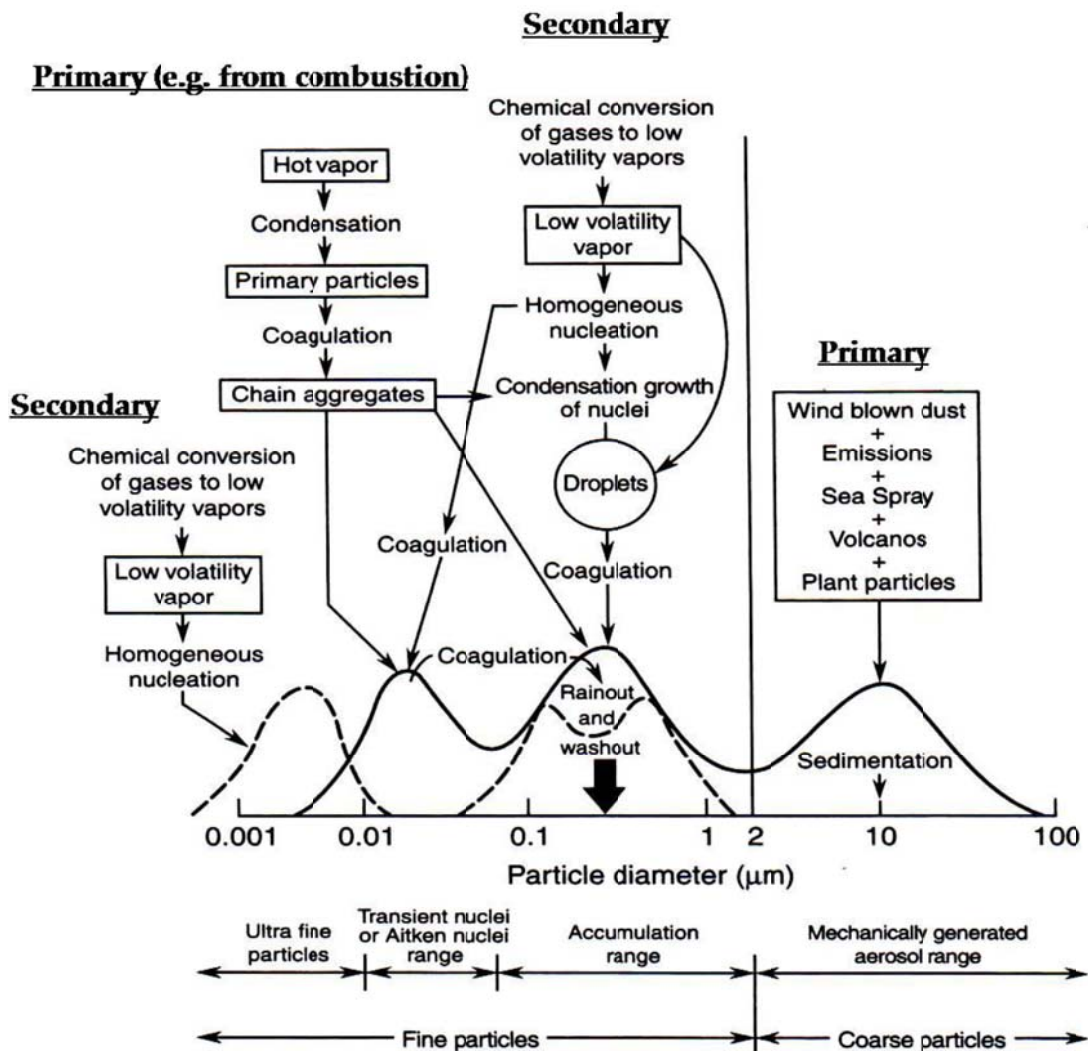 Secondary
Primary (e.g. from combustion)
Chemical conversion
of gases to low
volatility vapors
Hot vapor
Condensation
Low volatility
vapor
Primary particles
Homogeneous
nucleation
Coagulation
Primary
Chain aggregates
Condensation growth
of nuclei
Secondary
Wind blown dust
+
Emissions
+
Sea Spray
+
Volcanos
+
Plant particles
Chemical conversion
of gases to low
volatility vapors
Droplets
Coagulation
Coagulation
Low volatility
vapor
Homogeneous
nucleation
Coagulation
Rainout
and
washout
Sedimentation
0.001 0.01 0.1 1 2 10 100
Particle diameter (μm)
Ultra fine
particles
Transient nuclei
or Aitken nuclei
range
Accumulation
range
Mechanically generated
aerosol range
Fine particles
Coarse particles